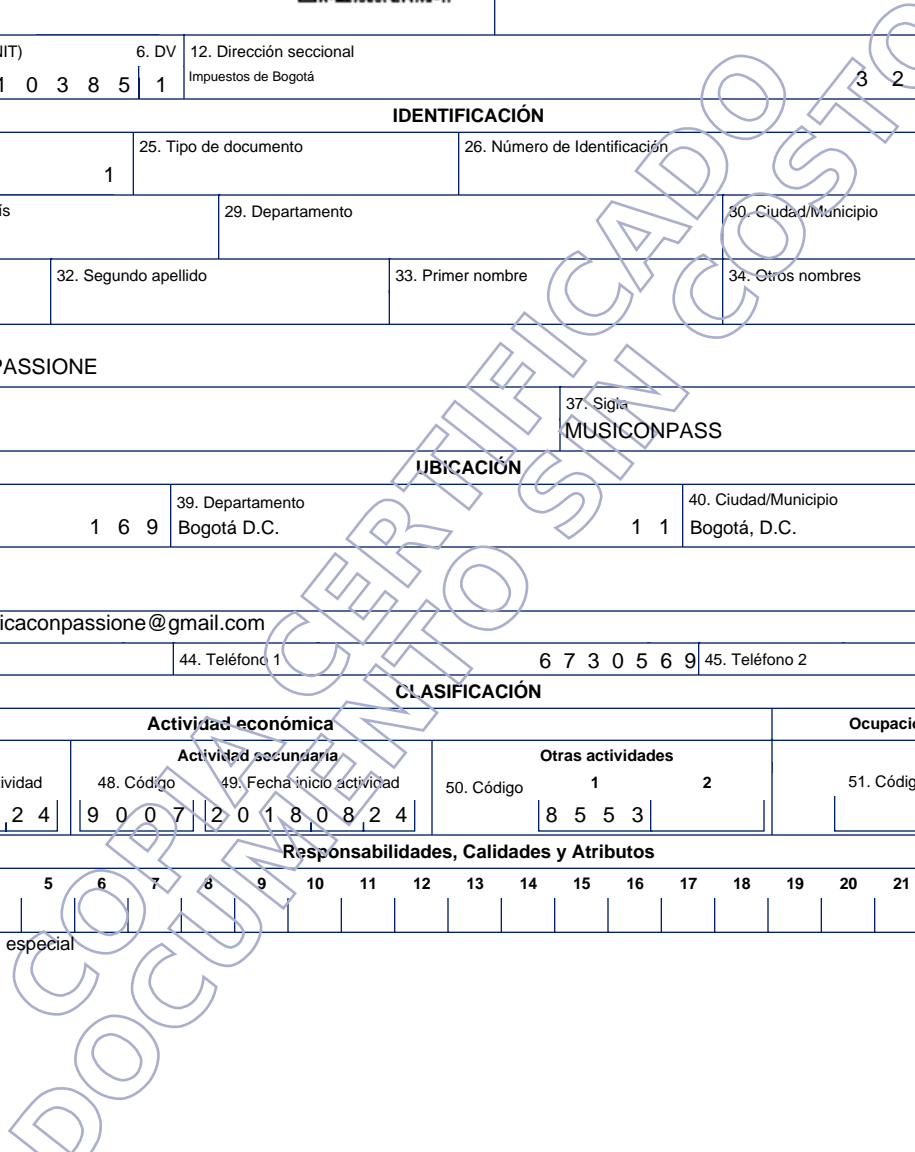 NIT) 6. DV 12. Dirección seccional
1 0 3 8 5 1 Impuestos de Bogotá 3 2
IDENTIFICACIÓN
25. Tipo de documento 26. Número de Identificación
1
ís 29. Departamento 30. Ciudad/Municipio
32. Segundo apellido 33. Primer nombre 34. Otros nombres
PASSIONE
37. Sigla
MUSICONPASS
UBICACIÓN
39. Departamento 40. Ciudad/Municipio
1 6 9 Bogotá D.C. 1 1 Bogotá, D.C.
icaconpassione@gmail.com
44. Teléfono 1 6 7 3 0 5 6 9 45. Teléfono 2
CLASIFICACIÓN
Actividad económica Ocupació
Actividad secundaria Otras actividades
tividad 48. Código 49. Fecha inicio actividad 50. Código 1 2 51. Códig
2 4 9 0 0 7 2 0 1 8 0 8 2 4 8 5 5 3
Responsabilidades, Calidades y Atributos
5 6 7 8 9 10 11 12 13 14 15 16 17 18 19 20 21
especial
COPIA CERTIFICADO
DOCUMENTO SIN COSTO